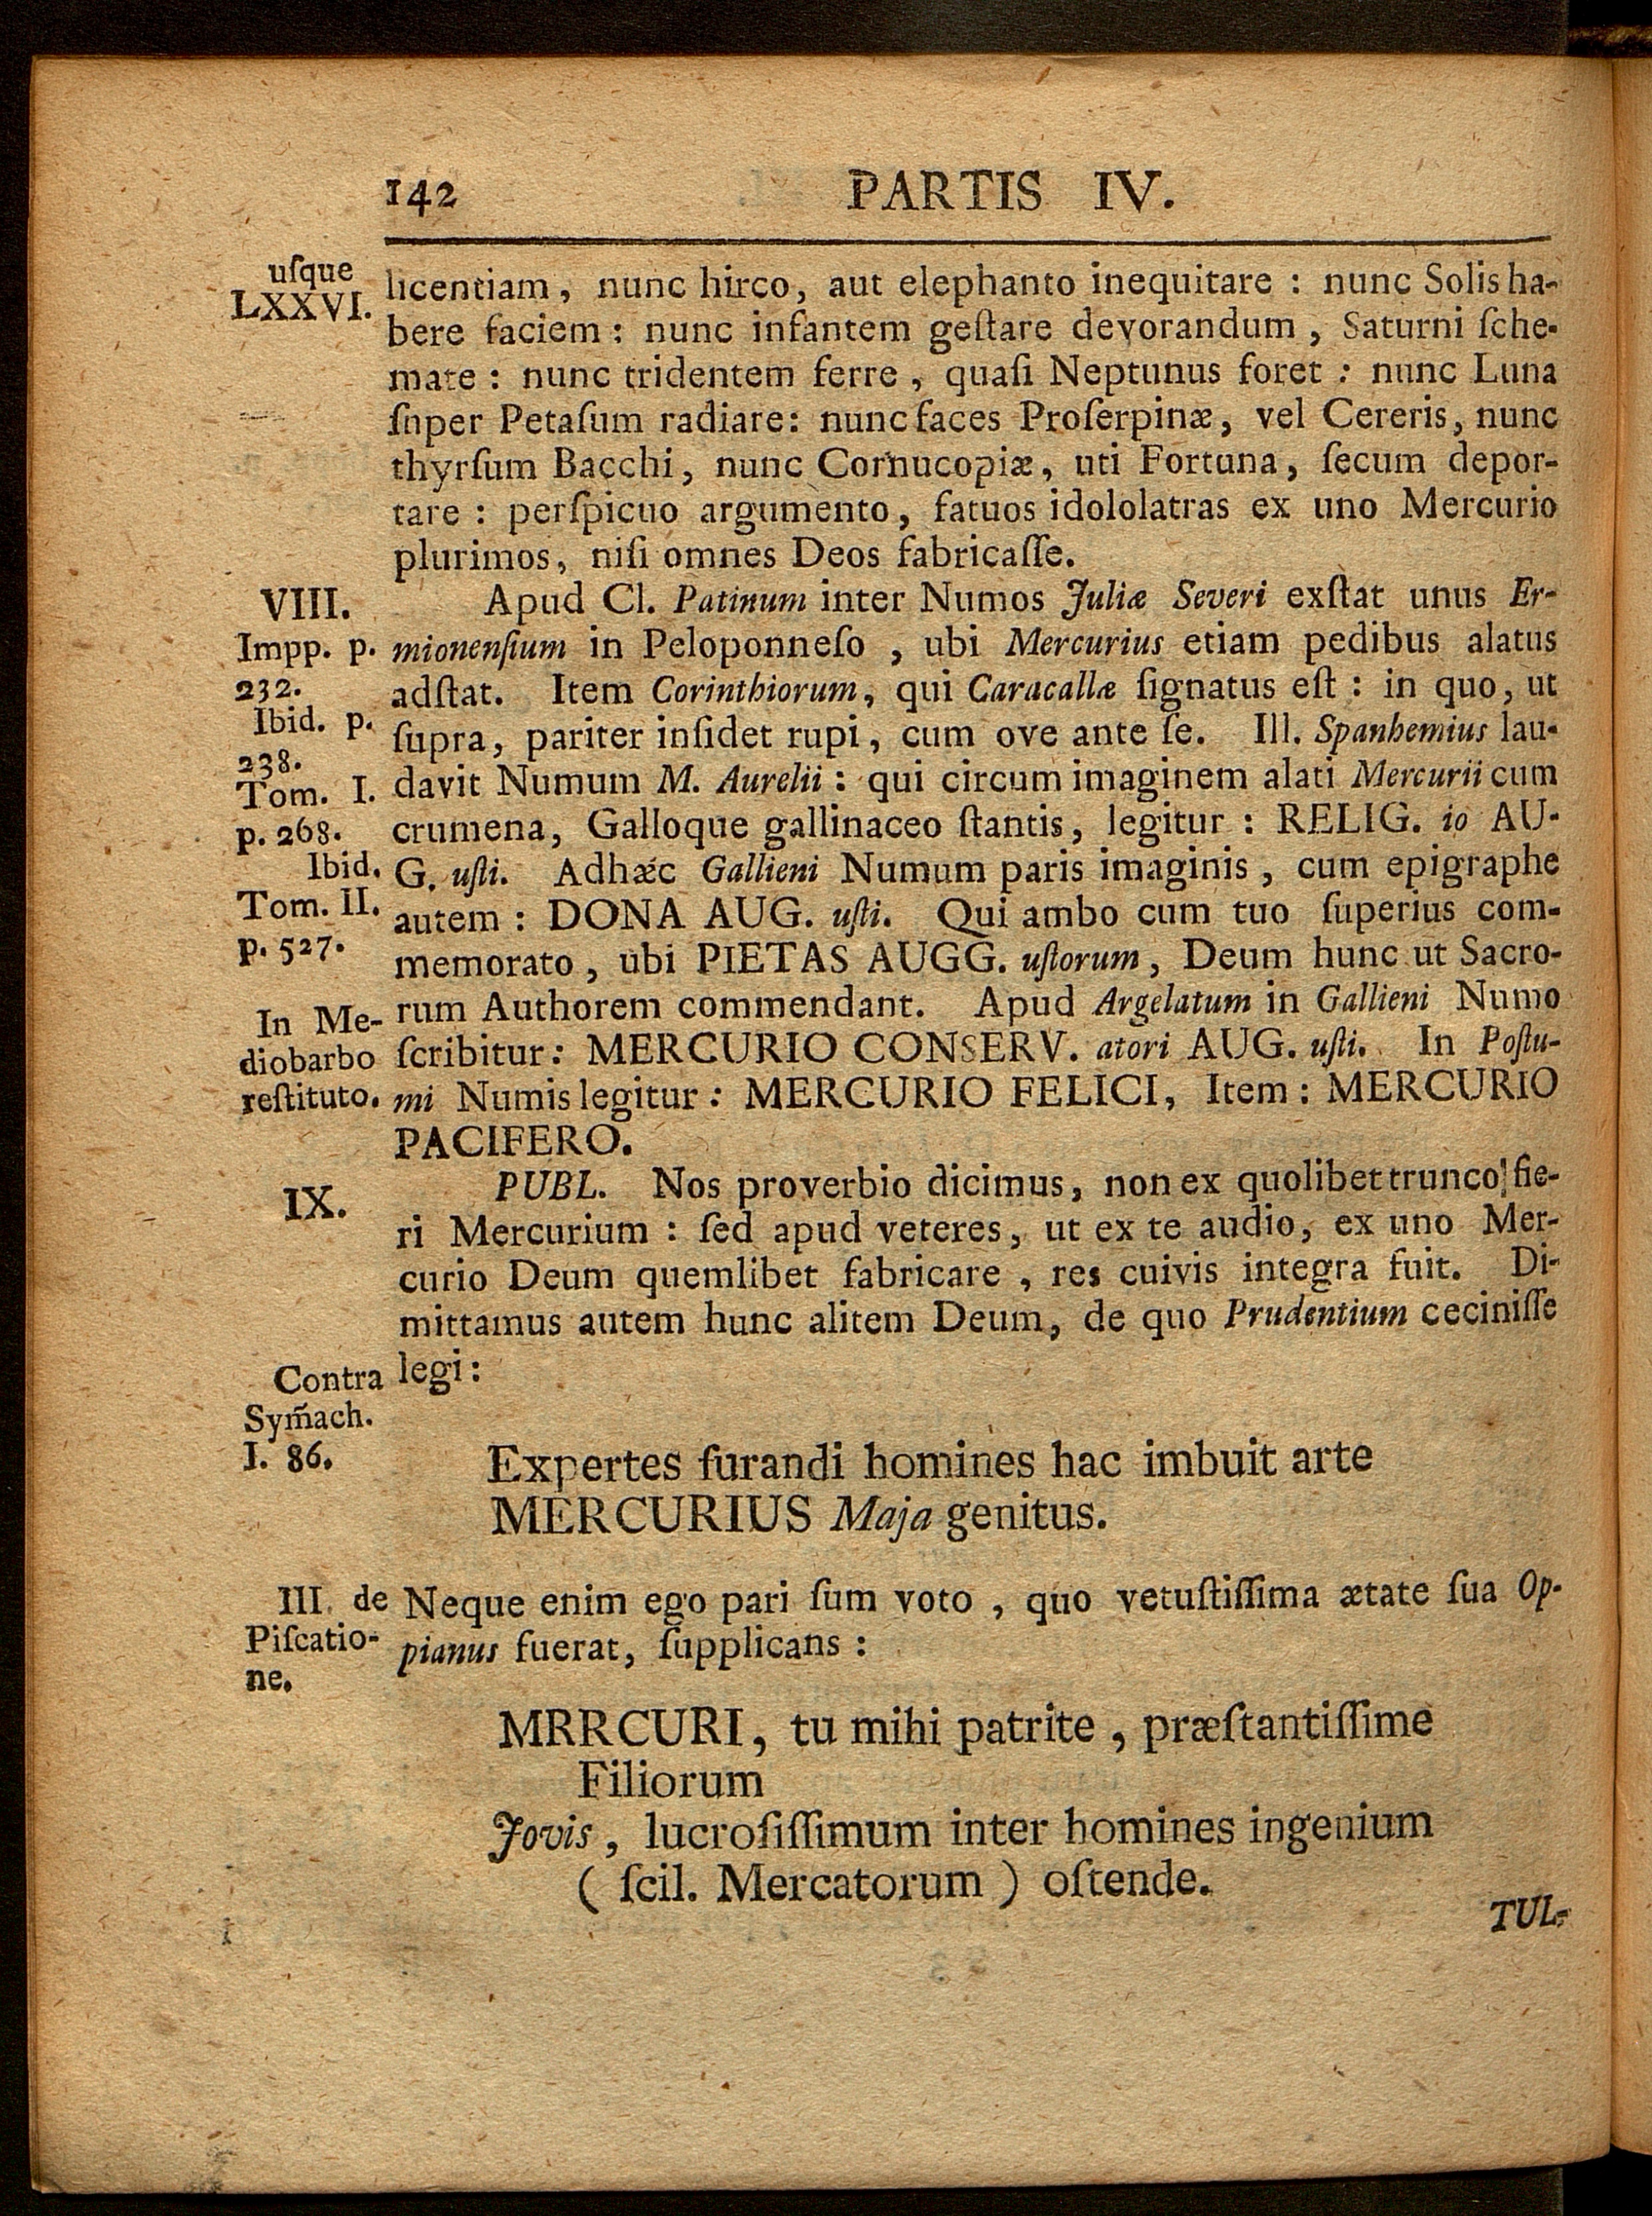 142 PARTIS IV.
uſque
LXXVI.
licentiam, nunc hirco, aut elephanto inequitare : nunc Solis ha-
bere faciem : nunc infantem geſtare devorandum , Saturni ſche-
mate : nunc tridentem ferre , quaſi Neptunus foret : nunc Luna
ſuper Petaſum radiare: nunc faces Proſerpinæ, vel Cereris, nunc
thyrſum Bacchi, nunc Cornucopiæ, uti Fortuna, ſecum depor-
tare : perſpicuo argumento, fatuos idololatras ex uno Mercurio
plurimos, niſi omnes Deos fabricaſſe.
VIII.
Impp. p.
232.
Ibid. p.
238.
Tom. I.
p. 268.
Ibid.
Tom. II.
p. 527.
In Me-
diobarbo
reſtituto.
Apud Cl. Patinum inter Numos Juliæ Severi exſtat unus Er-
mionenſium in Peloponneſo , ubi Mercurius etiam pedibus alatus
adſtat. Item Corinthiorum, qui Caracallæ ſignatus eſt : in quo, ut
ſupra, pariter inſidet rupi, cum ove ante ſe. Ill. Spanhemius lau-
davit Numum M. Aurelii : qui circum imaginem alati Mercurii cum
crumena, Galloque gallinaceo ſtantis, legitur : RELIG. io AU-
G. uſti. Adhæc Gallieni Numum paris imaginis , cum epigraphe
autem : DONA AUG. uſti. Qui ambo cum tuo ſuperius com-
memorato, ubi PIETAS AUGG. uſtorum, Deum hunc ut Sacro-
rum Authorem commendant. Apud Argelatum in Gallieni Numo
ſcribitur : MERCURIO CONSERV. atori AUG. uſti. In Poſtu-
mi Numis legitur : MERCURIO FELICI, Item : MERCURIO
PACIFERO.
IX.
PUBL. Nos proverbio dicimus, non ex quolibet trunco fie-
ri Mercurium : ſed apud veteres, ut ex te audio, ex uno Mer-
curio Deum quemlibet fabricare , res cuivis integra fuit. Di-
mittamus autem hunc alitem Deum, de quo Prudentium ceciniſſe
legi :
Contra
Sym̃ach.
I. 86.
Expertes furandi homines hac imbuit arte
MERCURIUS Maja genitus.
III. de
Piſcatio-
ne.
Neque enim ego pari ſum voto , quo vetuſtiſſima ætate ſua Op-
pianus fuerat, ſupplicans :
MRRCURI, tu mihi patrite , præſtantiſſime
Filiorum
Jovis , lucroſiſſimum inter homines ingenium
( ſcil. Mercatorum ) oſtende.
TUL-